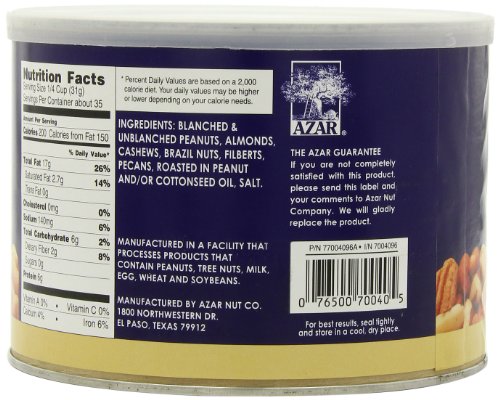 Nutrition Facts
Serving Size 1/4 Cup (31g)
Servings Per Container about 35
Amount Per Serving
Calories 200 Calories from Fat 150
% Daily Value*
Total Fat 17g 26%
Saturated Fat 2.7g 14%
Trans Fat 0g
Cholesterol 0mg 0%
Sodium 140mg 6%
Total Carbohydrate 6g 2%
Dietary Fiber 2g 8%
Sugars 0g
Protein 6g
Vitamin A 0% • Vitamin C 0%
Calcium 4% • Iron 6%
* Percent Daily Values are based on a 2,000
calorie diet. Your daily values may be higher
or lower depending on your calorie needs.
INGREDIENTS: BLANCHED &
UNBLANCHED PEANUTS, ALMONDS,
CASHEWS, BRAZIL NUTS, FILBERTS,
PECANS, ROASTED IN PEANUT
AND/OR COTTONSEED OIL, SALT.
MANUFACTURED IN A FACILITY THAT
PROCESSES PRODUCTS THAT
CONTAIN PEANUTS, TREE NUTS, MILK,
EGG, WHEAT AND SOYBEANS.
MANUFACTURED BY AZAR NUT CO.
1800 NORTHWESTERN DR.
EL PASO, TEXAS 79912
AZAR®
THE AZAR GUARANTEE
If you are not completely
satisfied with this product,
please send this label and
your comments to Azar Nut
Company. We will gladly
replace the product.
P/N 77004096A • I/N 7004096
0 76500 70040 5
For best results, seal tightly
and store in a cool, dry place.